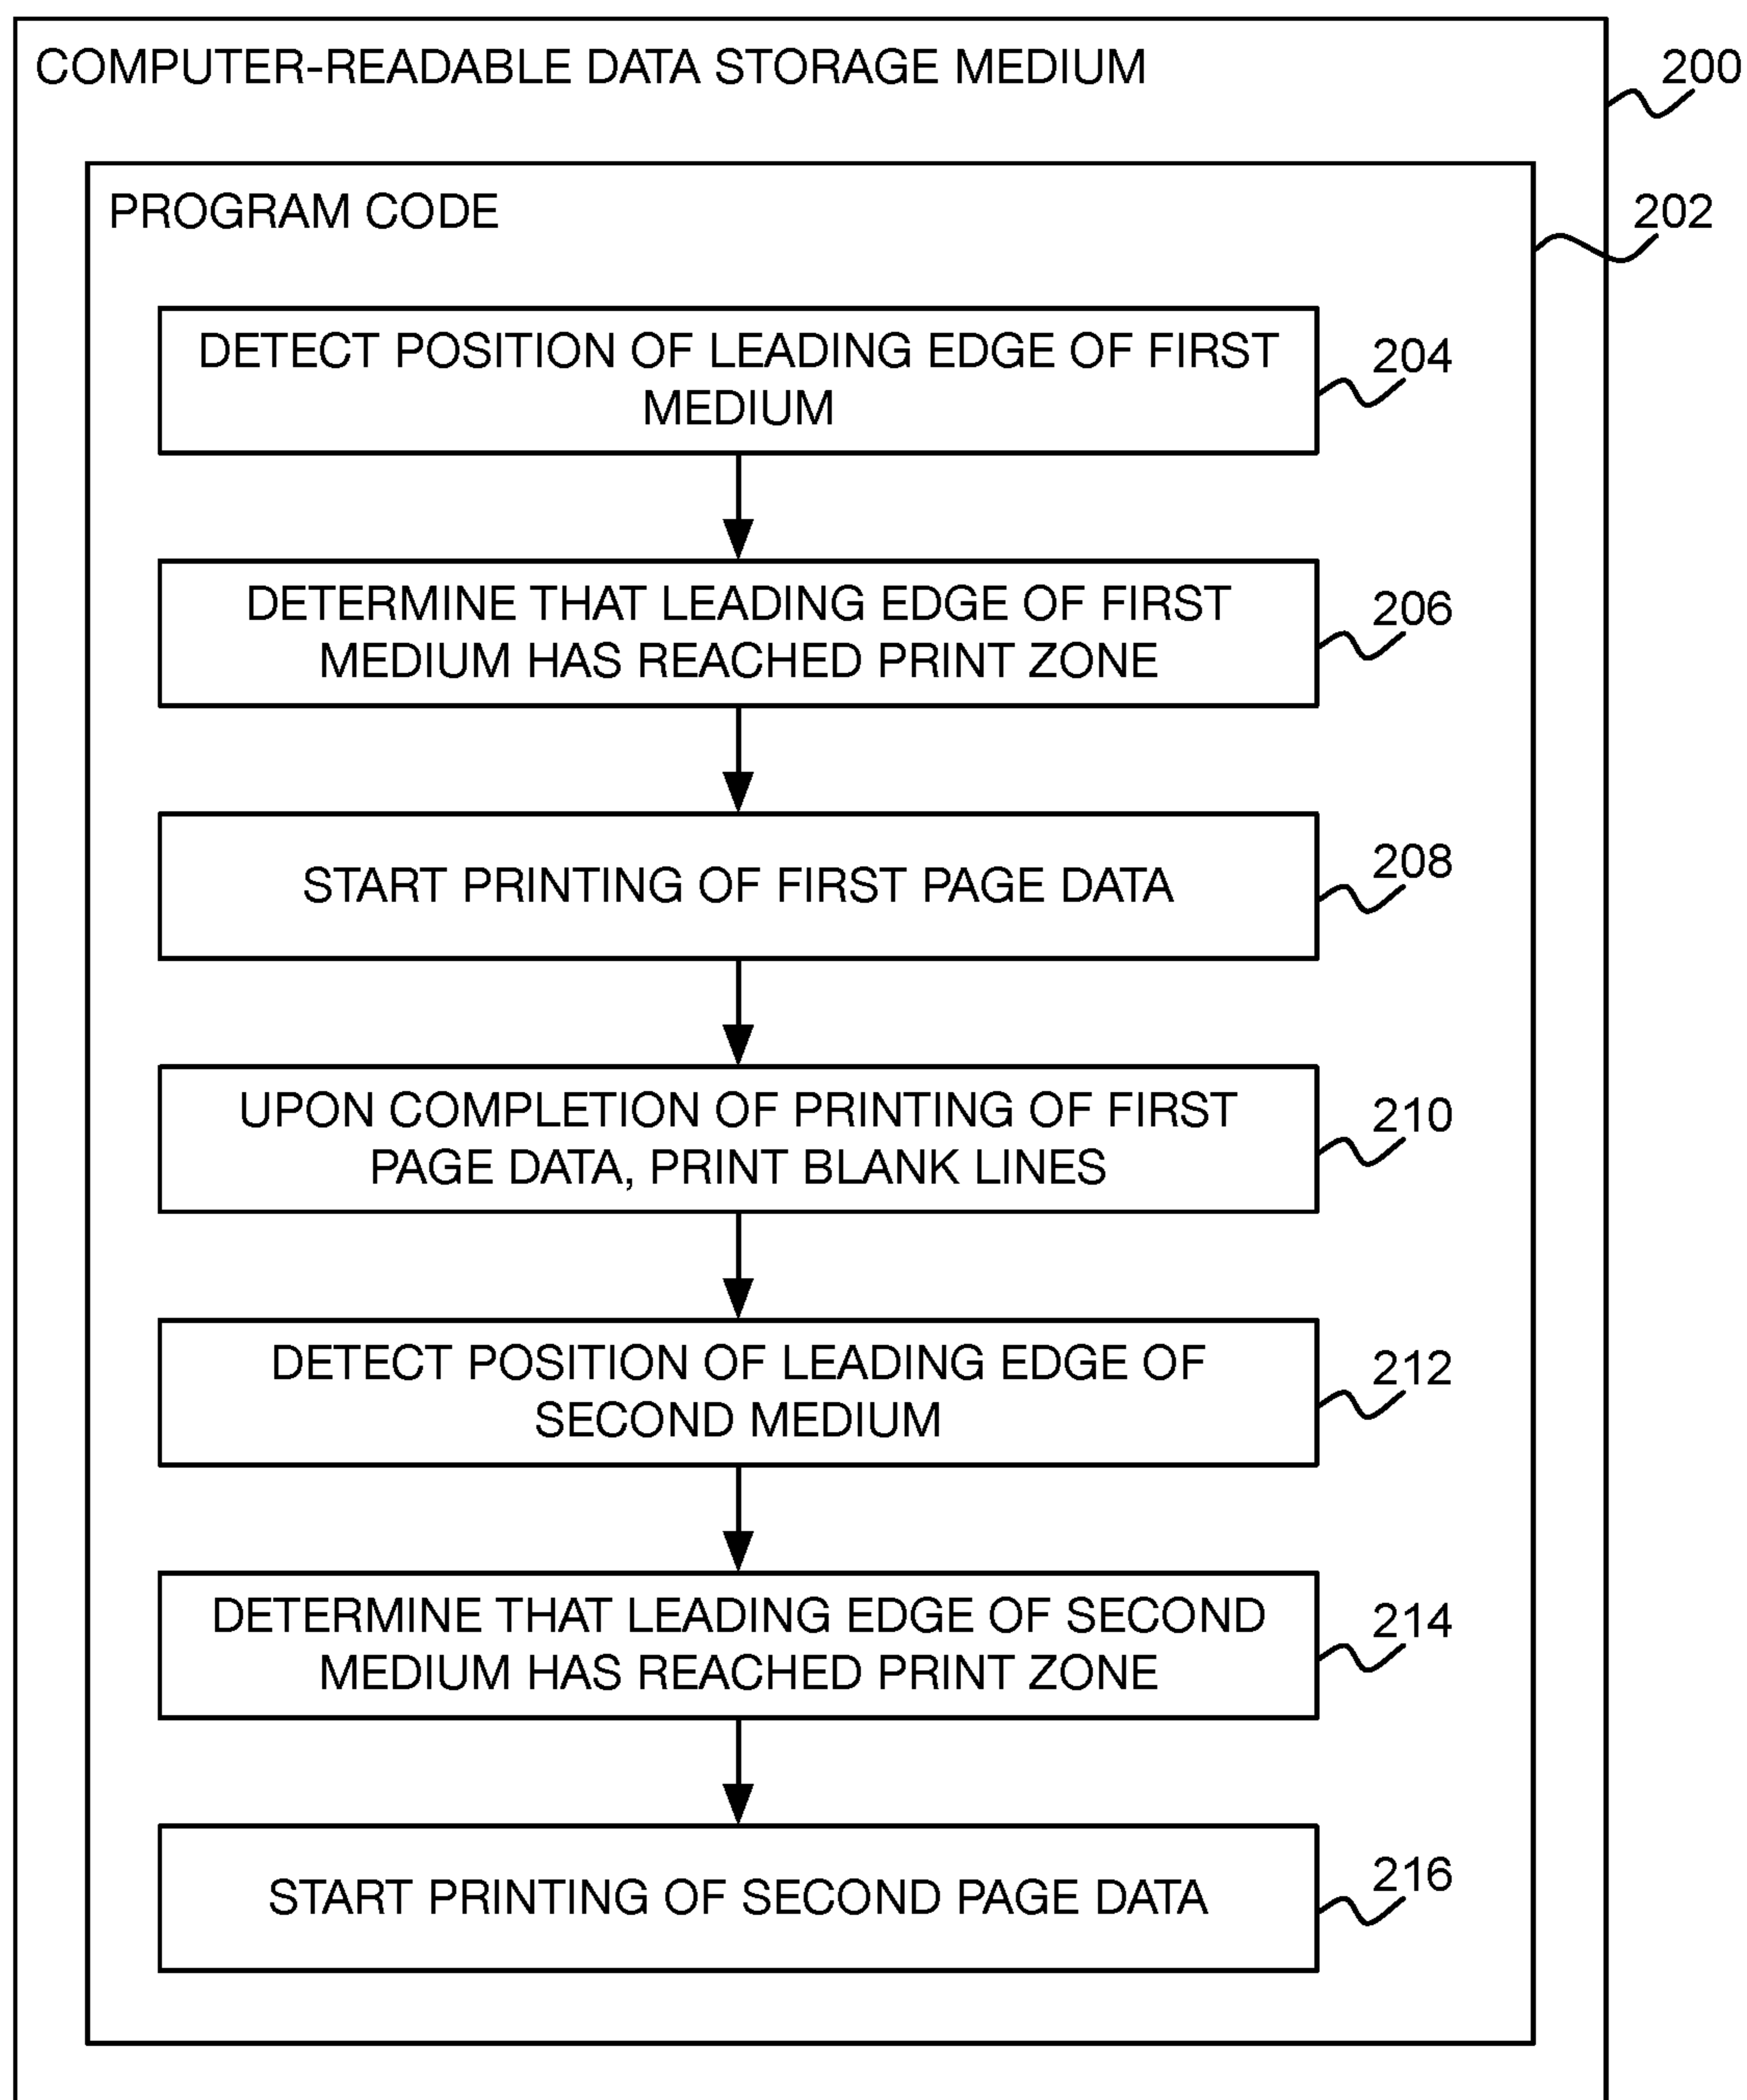 COMPUTER-READABLE DATA STORAGE MEDIUM
200
PROGRAM CODE
202
DETECT POSITION OF LEADING EDGE OF FIRST
MEDIUM
204
DETERMINE THAT LEADING EDGE OF FIRST
MEDIUM HAS REACHED PRINT ZONE
206
START PRINTING OF FIRST PAGE DATA
208
UPON COMPLETION OF PRINTING OF FIRST
PAGE DATA, PRINT BLANK LINES
210
DETECT POSITION OF LEADING EDGE OF
SECOND MEDIUM
212
DETERMINE THAT LEADING EDGE OF SECOND
MEDIUM HAS REACHED PRINT ZONE
214
START PRINTING OF SECOND PAGE DATA
216